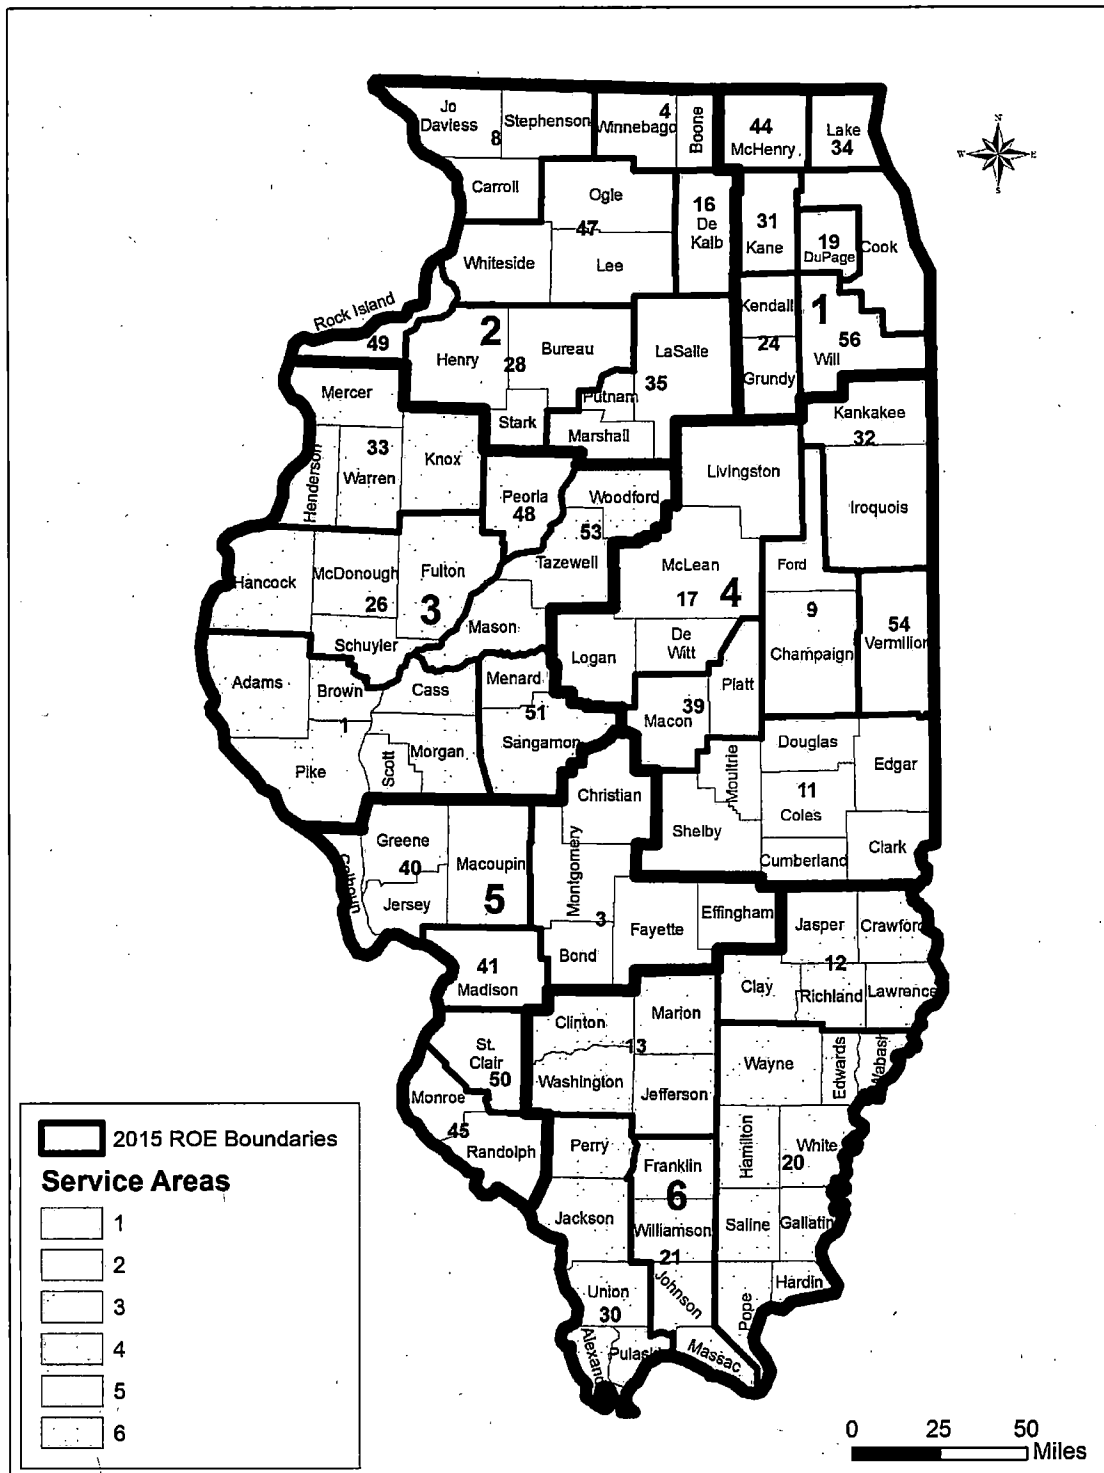 Jo
Daviess
8
Stephenson
4
Winnebago
Boone
44
McHenry
Lake
34
N
W E
S
Carroll
Ogle
16
De
Kalb
31
Kane
19
DuPage
Cook
47
Whiteside
Lee
Rock Island
49
2
Henry
28
Bureau
LaSalle
35
Kendall
24
Grundy
1
56
Will
Mercer
Putnam
Stark
Marshall
Kankakee
32
33
Henderson
Warren
Knox
Peoria
48
Woodford
53
Livingston
Iroquois
Hancock
McDonough
26
Fulton
3
Tazewell
McLean
17
4
Ford
9
Champaign
54
Vermilion
Schuyler
Mason
Logan
De
Witt
Adams
Brown
1
Cass
Menard
51
Sangamon
39
Macon
Piatt
Pike
Scott
Morgan
Christian
Moultrie
Douglas
11
Coles
Edgar
Shelby
Cumberland
Clark
Calhoun
Greene
40
Jersey
Macoupin
5
Montgomery
3
Bond
Fayette
Effingham
Jasper
Crawford
12
Clay
Richland
Lawrence
41
Madison
Clinton
13
Marion
St.
Clair
50
Washington
Jefferson
Wayne
Edwards
Wabash
Monroe
45
Randolph
Perry
Franklin
6
Hamilton
White
20
Jackson
Williamson
21
Saline
Gallatin
Union
30
Johnson
Pope
Hardin
Alexand
Pulaski
Massac
2015 ROE Boundaries
Service Areas
1
2
3
4
5
6
0 25 50
Miles